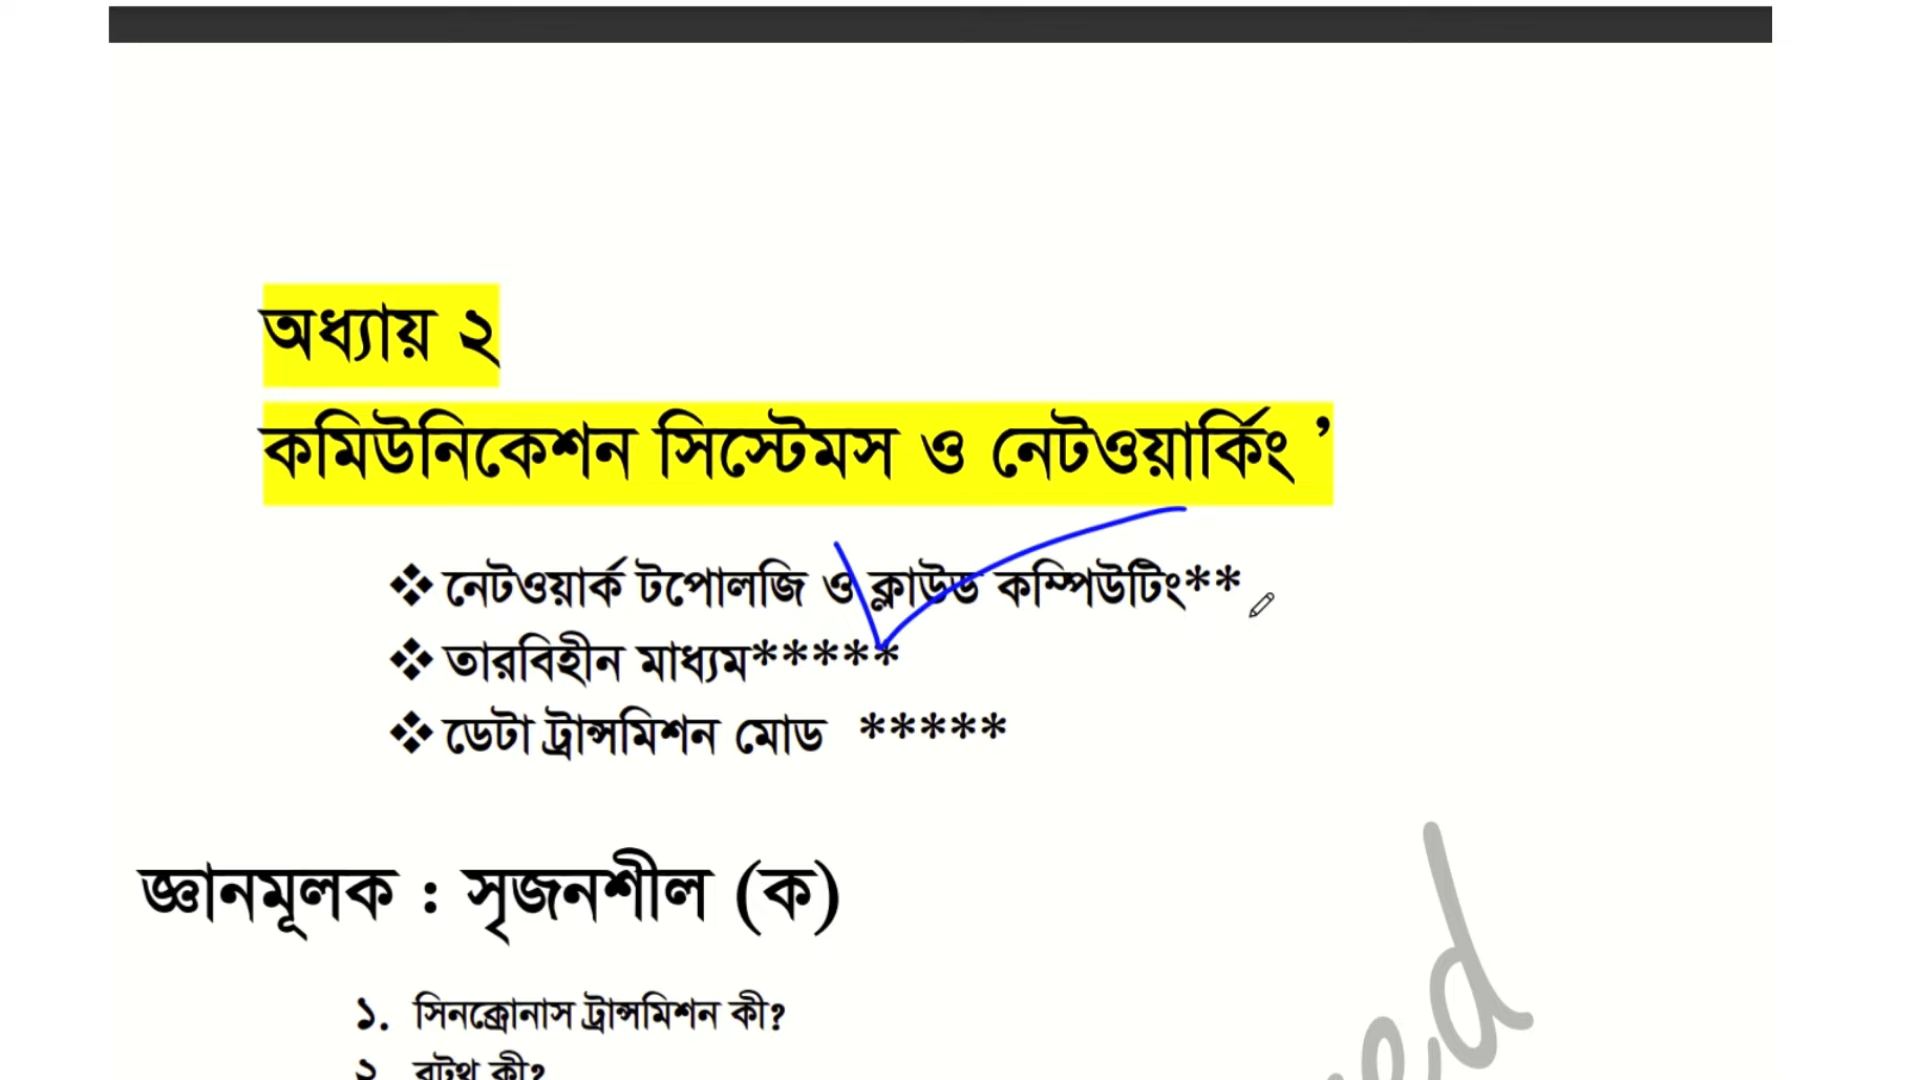 অধ্যায় ২
কমিউনিকেশন সিস্টেমস ও নেটওয়ার্কিং ’
❖ নেটওয়ার্ক টপোলজি ও ক্লাউড কম্পিউটিং**
❖ তারবিহীন মাধ্যম*****
❖ ডেটা ট্রান্সমিশন মোড *****
জ্ঞানমূলক : সৃজনশীল (ক)
১. সিনক্রোনাস ট্রান্সমিশন কী?
২. কী?